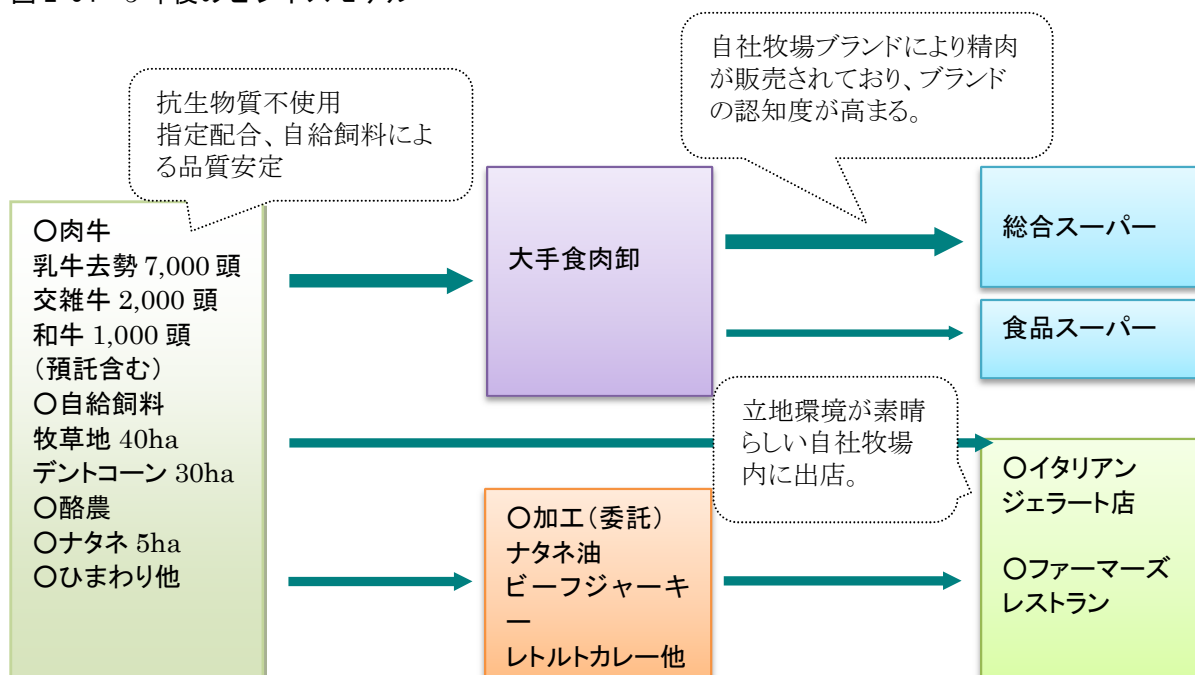 抗生物質不使用
指定配合、自給飼料によ
る品質安定
自社牧場ブランドにより精肉
が販売されており、ブランド
の認知度が高まる。
〇肉牛
乳牛去勢 7,000 頭
交雑牛 2,000 頭
和牛 1,000 頭
（預託含む）
〇自給飼料
牧草地 40ha
デントコーン 30ha
〇酪農
〇ナタネ 5ha
〇ひまわり他
大手食肉卸
総合スーパー
食品スーパー
立地環境が素晴
らしい自社牧場
内に出店。
〇加工（委託）
ナタネ油
ビーフジャーキ
ー
レトルトカレー他
〇イタリアン
ジェラート店
〇ファーマーズ
レストラン